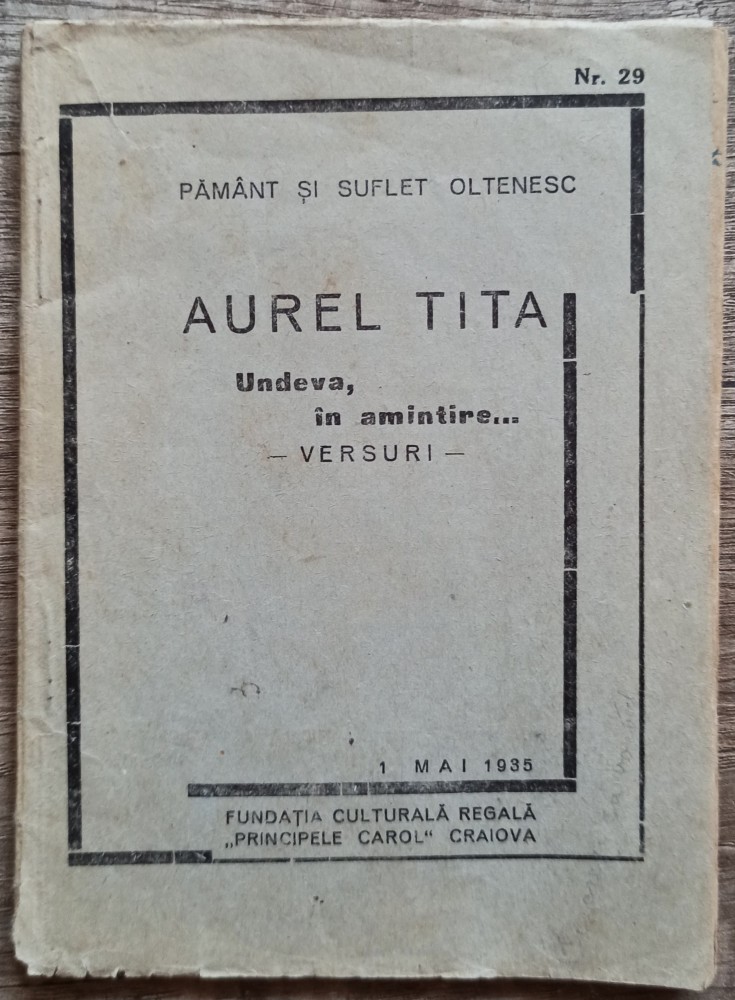 Nr. 29
PĂMÂNT ȘI SUFLET OLTENESC
AUREL TITA
Undeva,
în amintire...
— VERSURI —
1 MAI 1935
FUNDAȚIA CULTURALĂ REGALĂ
„PRINCIPELE CAROL“ CRAIOVA